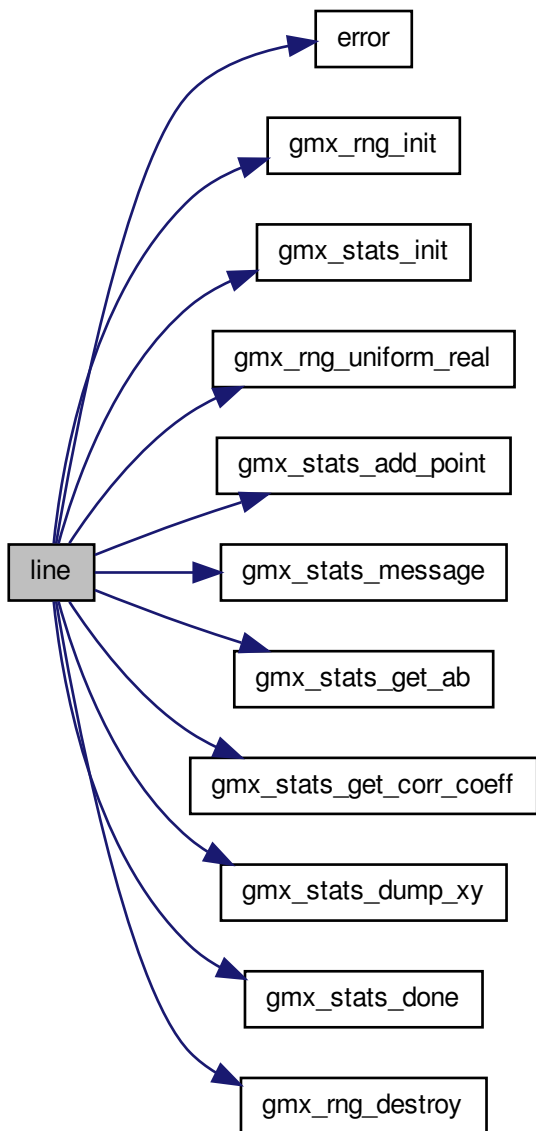 error
gmx_rng_init
gmx_stats_init
gmx_rng_uniform_real
gmx_stats_add_point
line
gmx_stats_message
gmx_stats_get_ab
gmx_stats_get_corr_coeff
gmx_stats_dump_xy
gmx_stats_done
gmx_rng_destroy